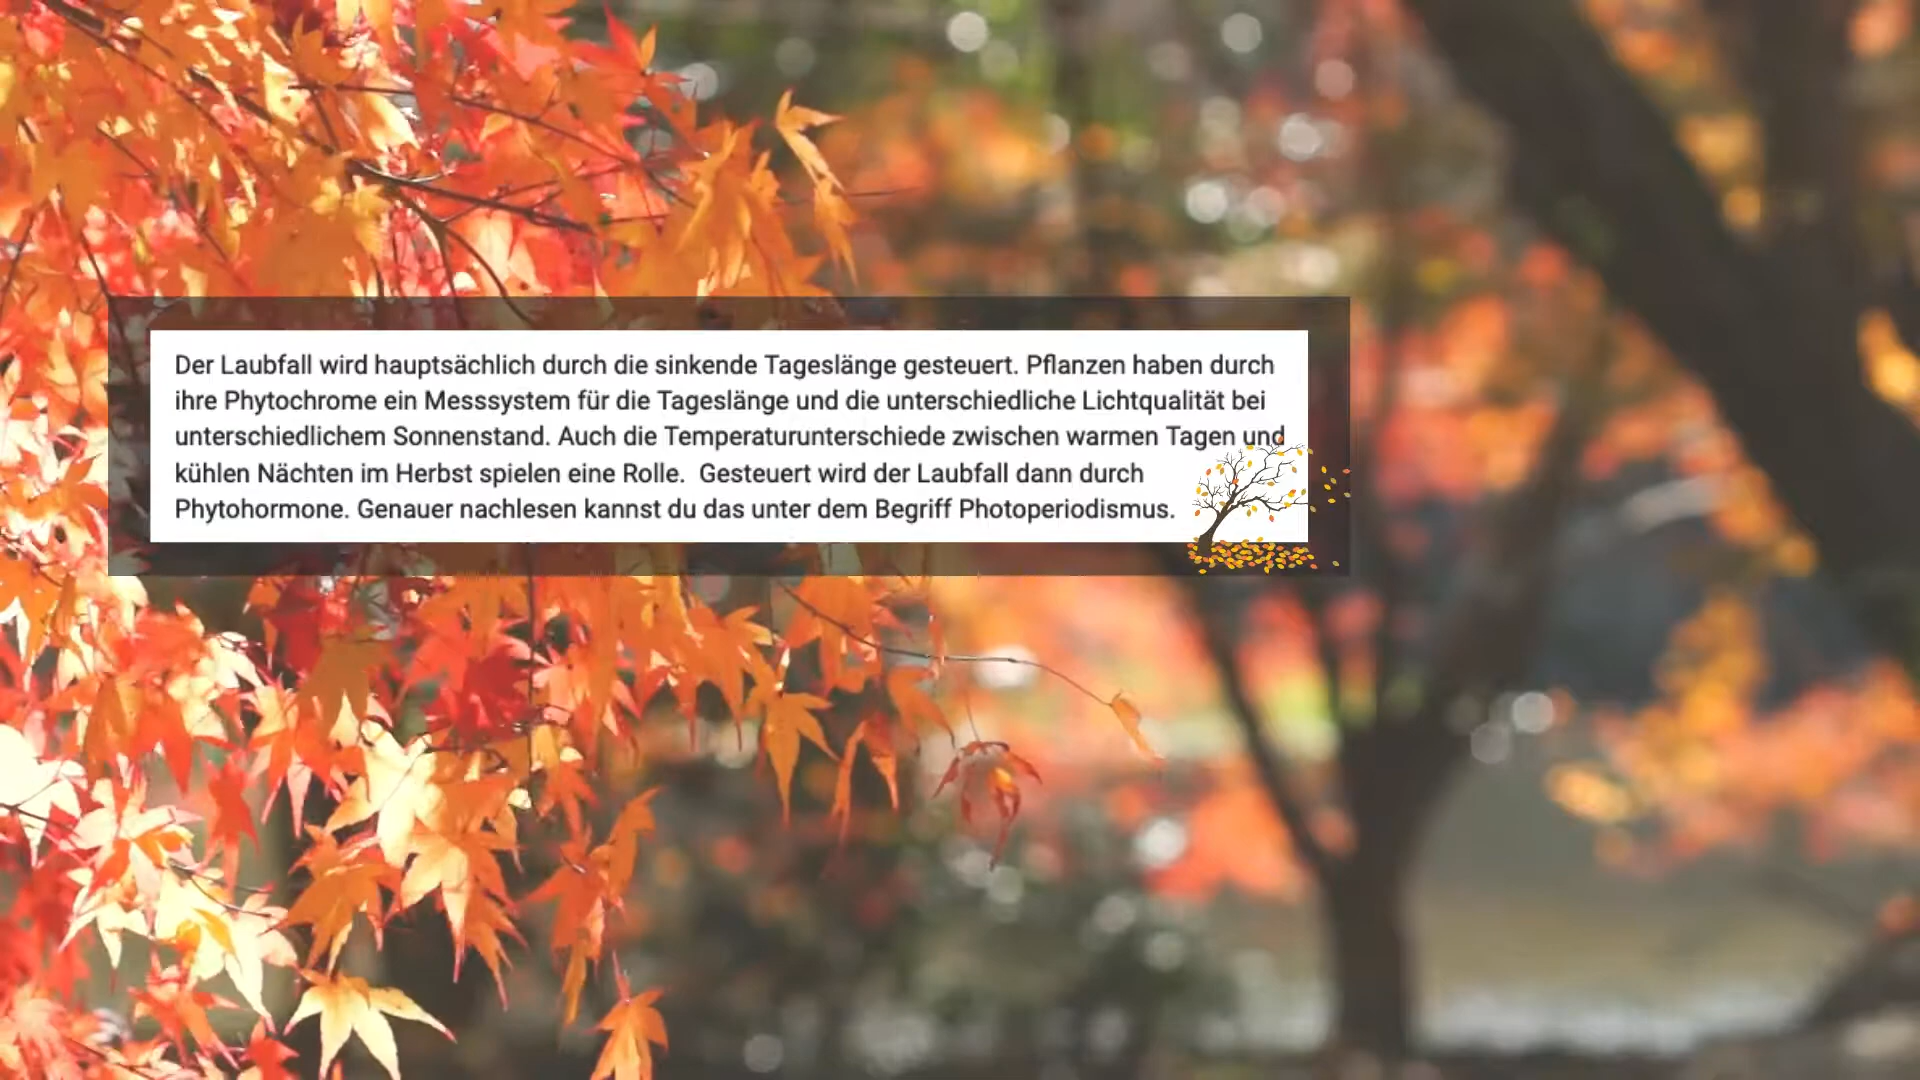 Der Laubfall wird hauptsächlich durch die sinkende Tageslänge gesteuert. Pflanzen haben durch
ihre Phytochrome ein Messsystem für die Tageslänge und die unterschiedliche Lichtqualität bei
unterschiedlichem Sonnenstand. Auch die Temperaturunterschiede zwischen warmen Tagen und
kühlen Nächten im Herbst spielen eine Rolle.  Gesteuert wird der Laubfall dann durch
Phytohormone. Genauer nachlesen kannst du das unter dem Begriff Photoperiodismus.